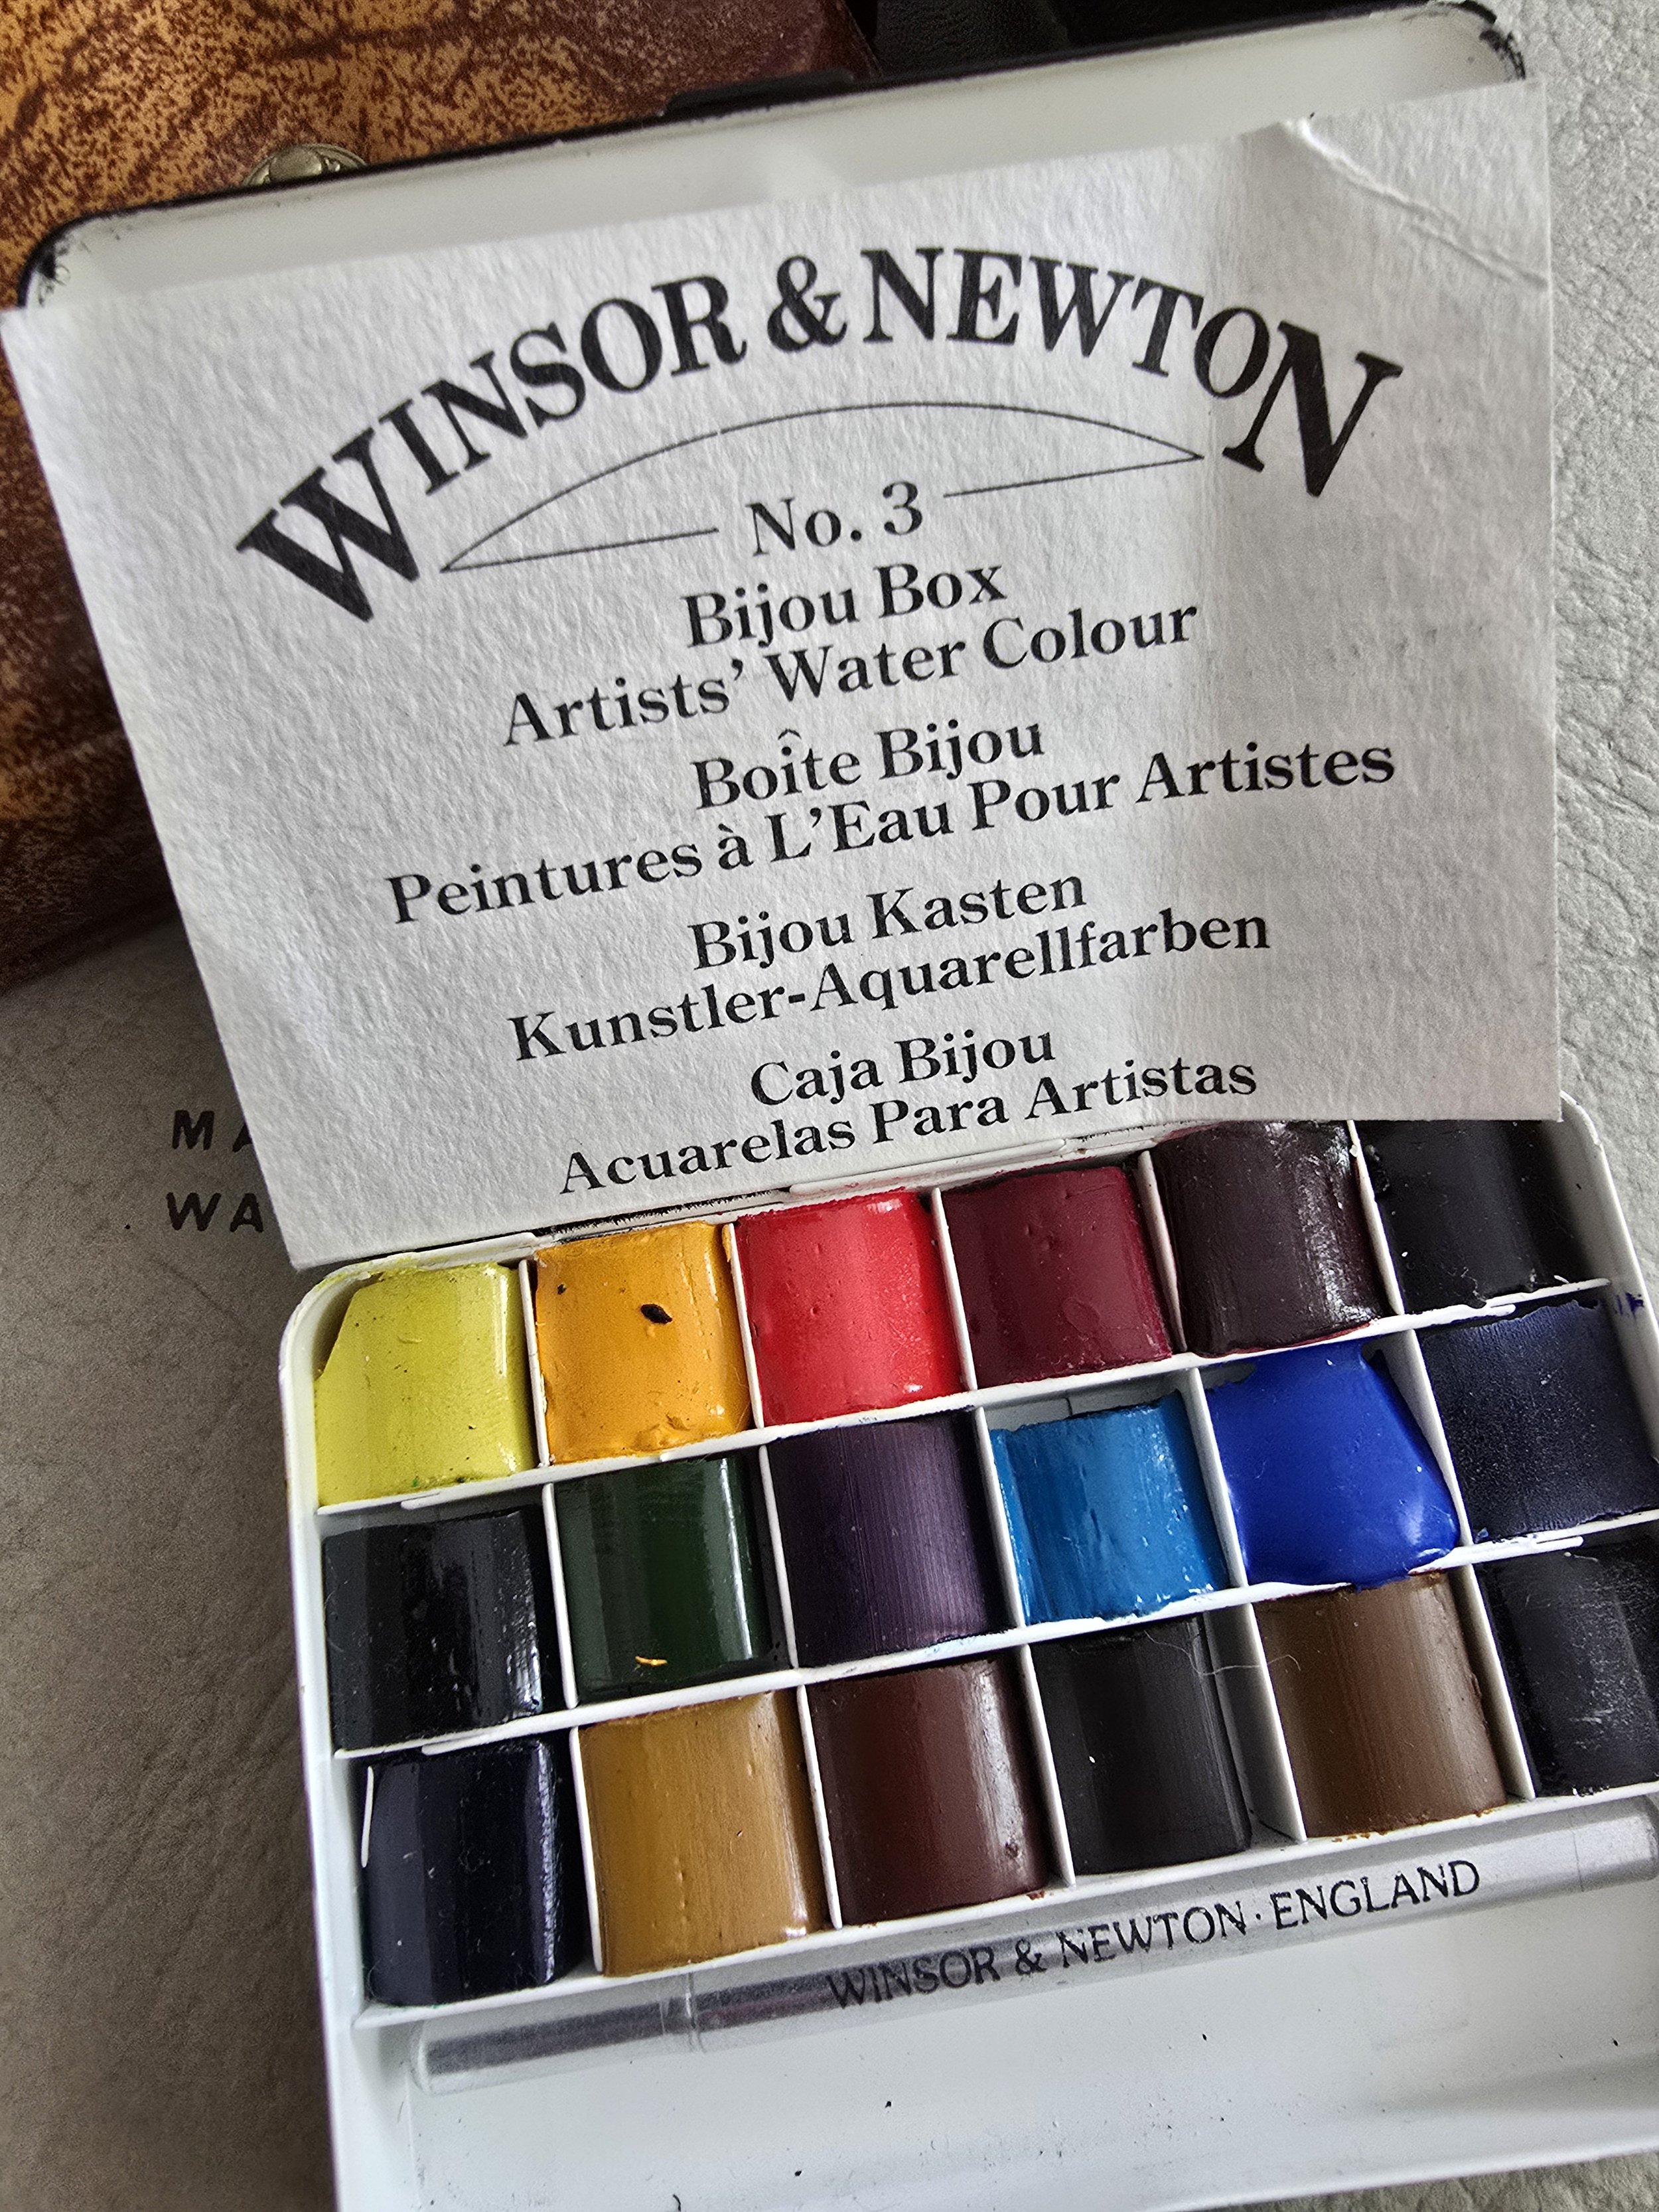 WINSOR & NEWTON
No. 3
Bijou Box
Artists' Water Colour
Boîte Bijou
Peintures à L'Eau Pour Artistes
Bijou Kasten
Kunstler-Aquarellfarben
Caja Bijou
Acuarelas Para Artistas
WINSOR & NEWTON·ENGLAND